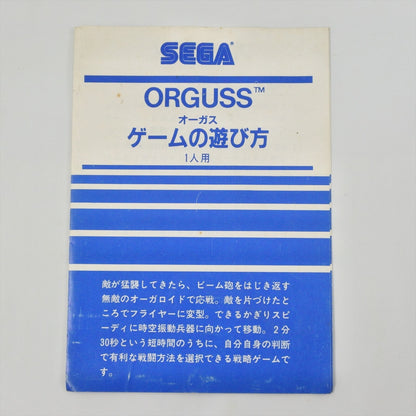 SEGA
ORGUSS™
オーガス
ゲームの遊び方
1人用
敵が猛襲してきたら、ビーム砲をはじき返す
無敵のオーガロイドで応戦。敵を片づけたと
ころでフライヤーに変型。できるかぎりスピ
ーディに時空振動兵器に向かって移動。2分
30秒という短時間のうちに、自分自身の判断
で有利な戦闘方法を選択できる戦略ゲームで
す。